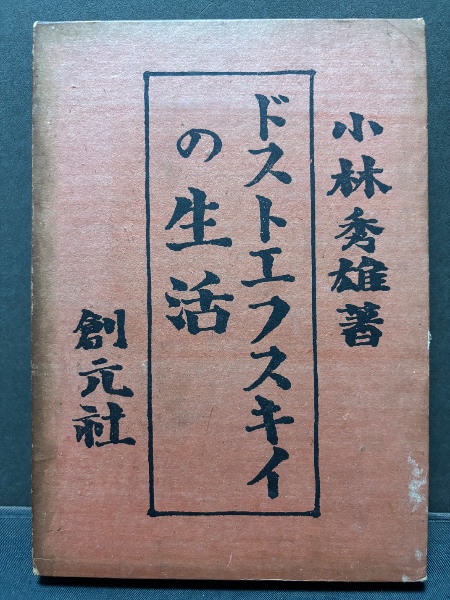 小林秀雄著
ドストエフスキイ
の生活
創元社